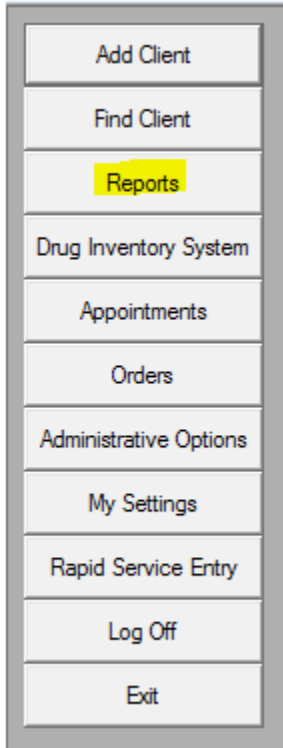 Add Client
Find Client
Reports
Drug Inventory System
Appointments
Orders
Administrative Options
My Settings
Rapid Service Entry
Log Off
Exit